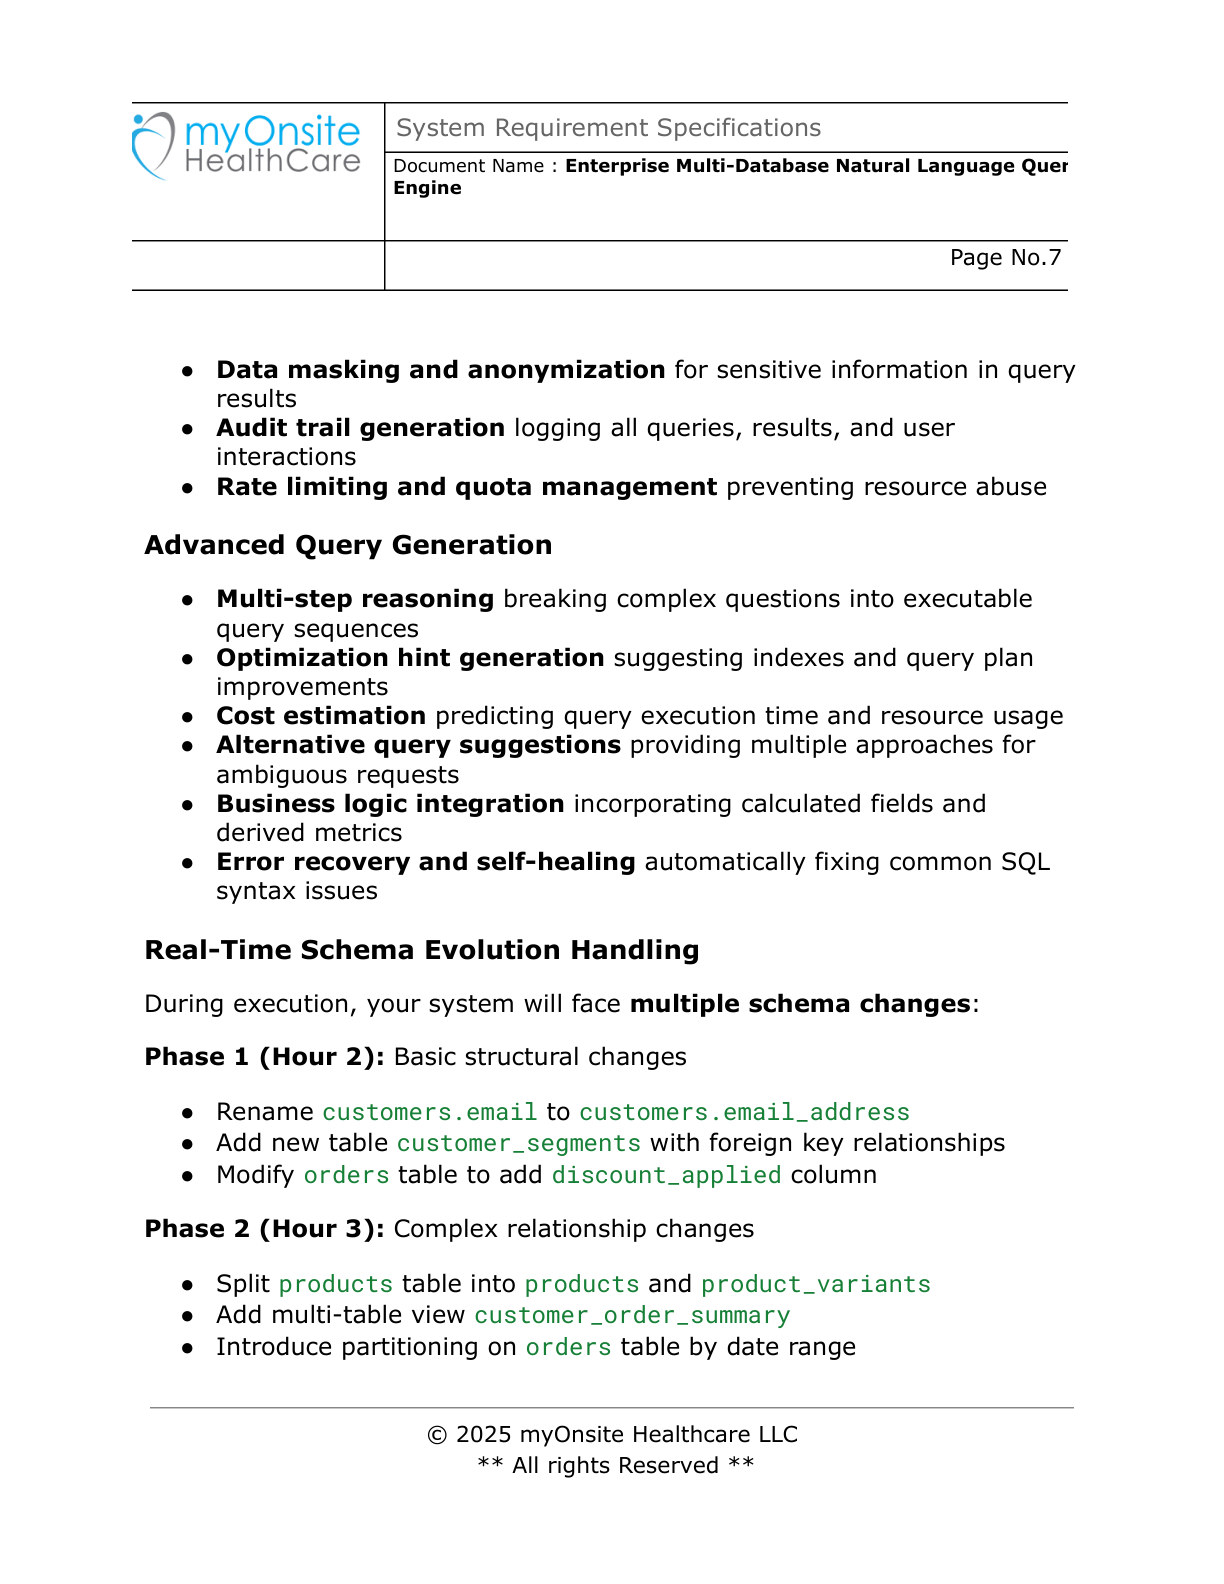 myOnsite
HealthCare
System Requirement Specifications
Document Name : Enterprise Multi-Database Natural Language Quer
Engine
Page No.7
● Data masking and anonymization for sensitive information in query
results
● Audit trail generation logging all queries, results, and user
interactions
● Rate limiting and quota management preventing resource abuse
Advanced Query Generation
● Multi-step reasoning breaking complex questions into executable
query sequences
● Optimization hint generation suggesting indexes and query plan
improvements
● Cost estimation predicting query execution time and resource usage
● Alternative query suggestions providing multiple approaches for
ambiguous requests
● Business logic integration incorporating calculated fields and
derived metrics
● Error recovery and self-healing automatically fixing common SQL
syntax issues
Real-Time Schema Evolution Handling
During execution, your system will face multiple schema changes:
Phase 1 (Hour 2): Basic structural changes
● Rename customers.email to customers.email_address
● Add new table customer_segments with foreign key relationships
● Modify orders table to add discount_applied column
Phase 2 (Hour 3): Complex relationship changes
● Split products table into products and product_variants
● Add multi-table view customer_order_summary
● Introduce partitioning on orders table by date range
© 2025 myOnsite Healthcare LLC
** All rights Reserved **